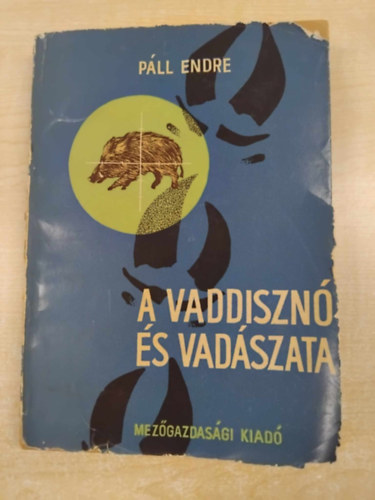 PÁLL ENDRE
A VADDISZNÓ
ÉS VADÁSZATA
MEZŐGAZDASÁGI KIADÓ